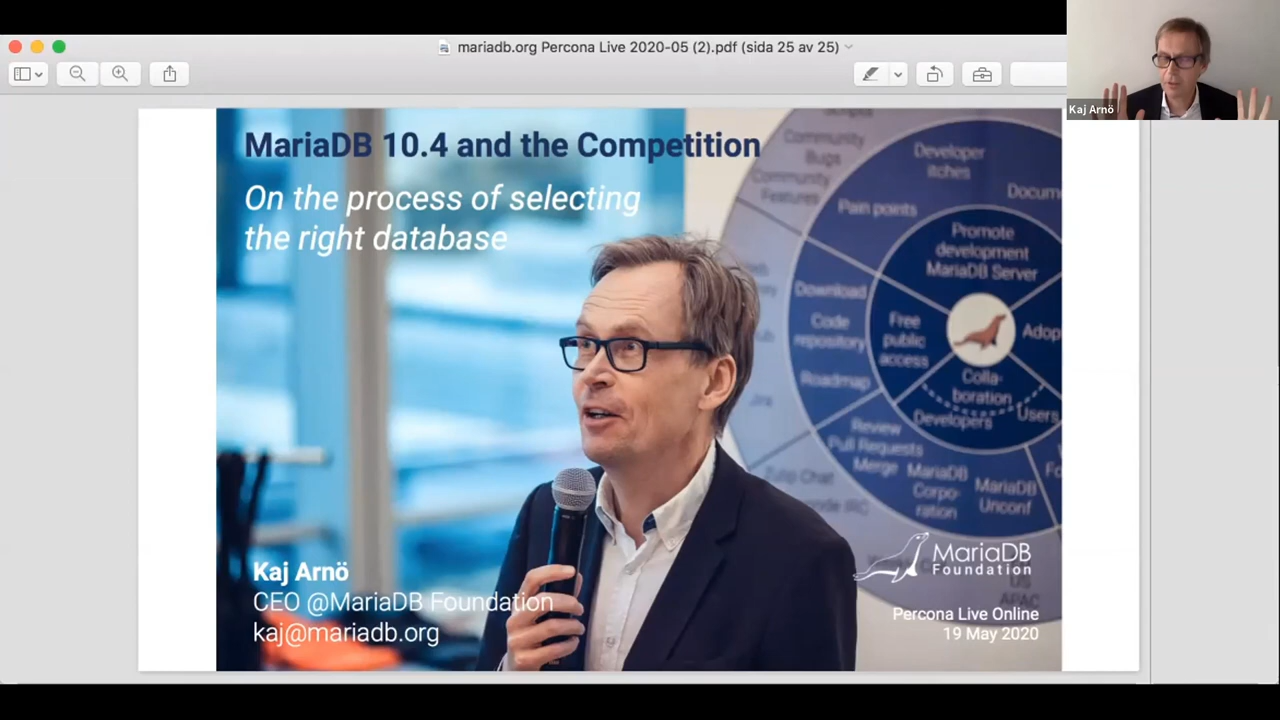 mariadb.org Percona Live 2020-05 (2).pdf (sida 25 av 25)
Kaj Arnö
MariaDB 10.4 and the Competition
On the process of selecting
the right database
Community
Bugs
Community
Features
Developer
itches
Pain points
Promote
development
MariaDB Server
Download
Code
repository
Roadmap
Free
public
access
Colla-
boration
Developers
Users
Review
Pull Requests
Merge
MariaDB
Corpo-
ration
MariaDB
Unconf
Kaj Arnö
CEO @MariaDB Foundation
kaj@mariadb.org
MariaDB
Foundation
Percona Live Online
19 May 2020